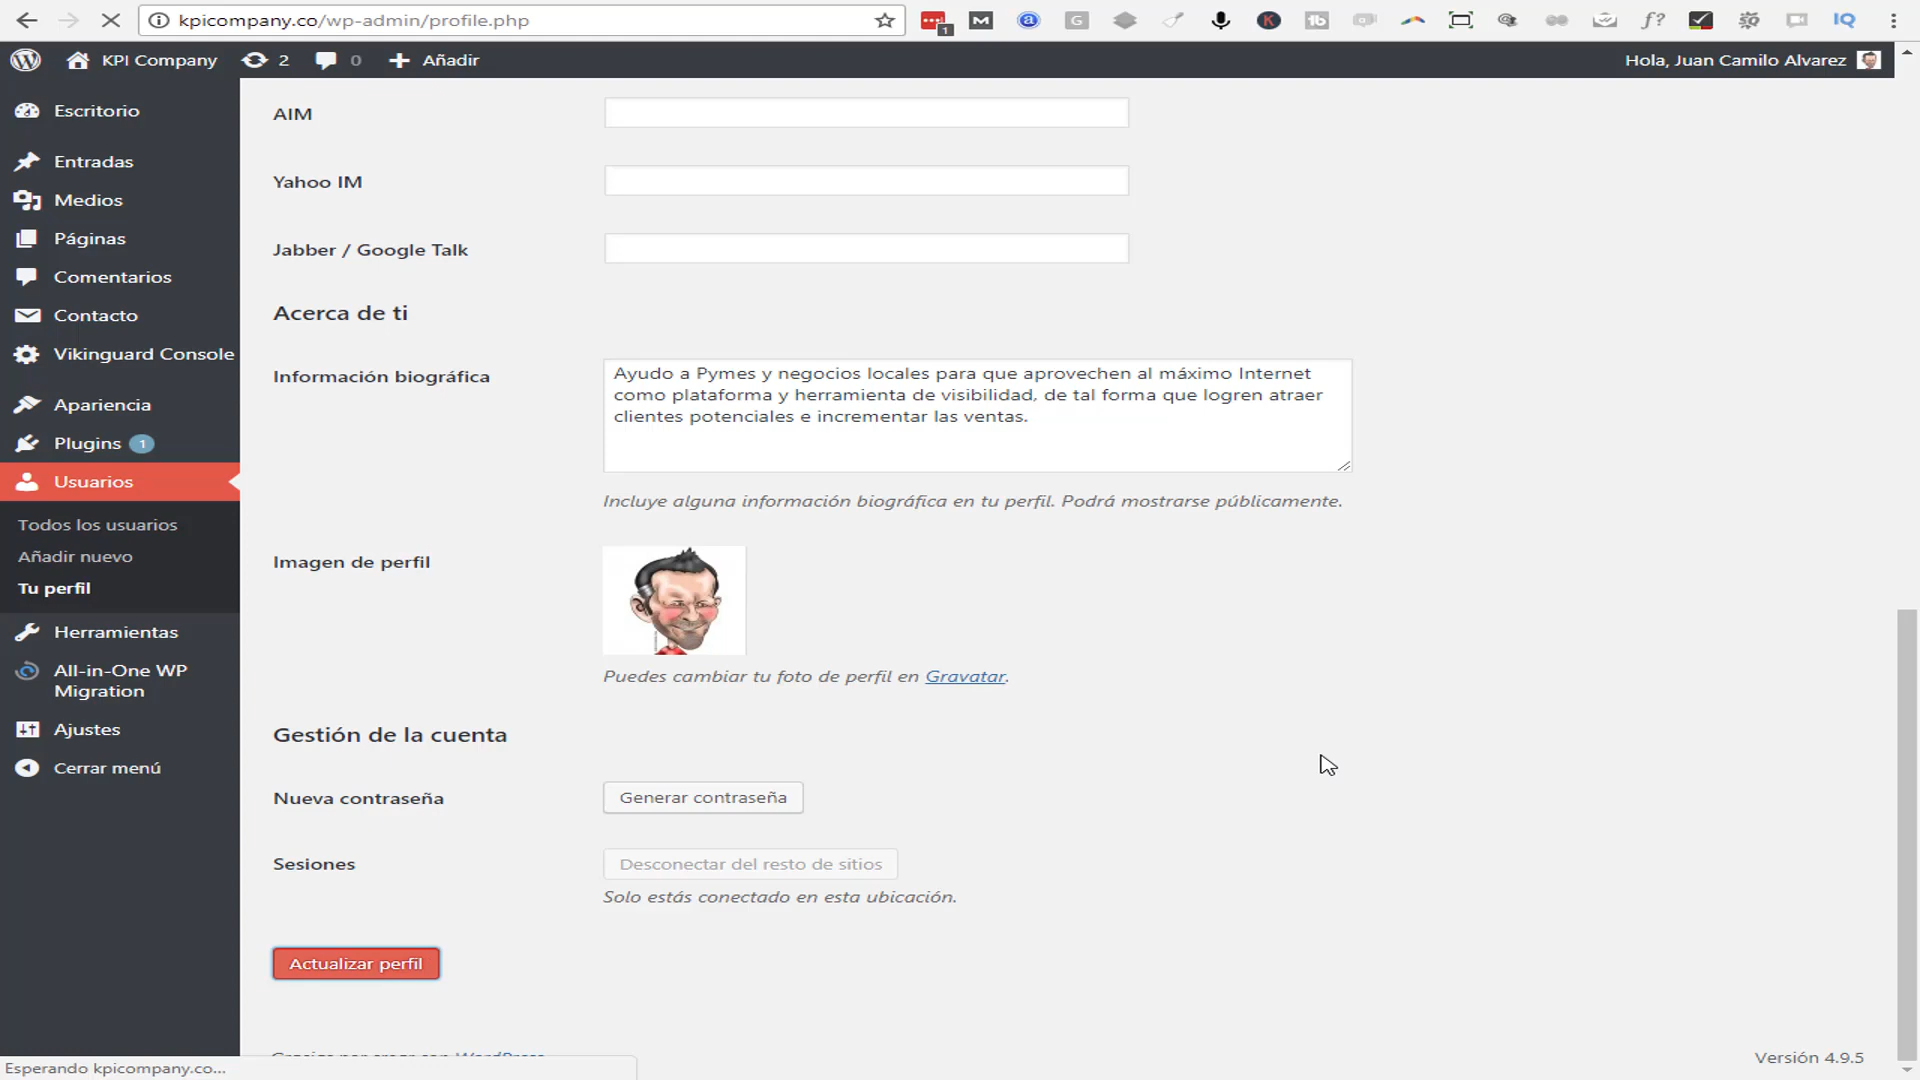 kpicompany.co/wp-admin/profile.php
1
KPI Company
2
0
Añadir
Hola, Juan Camilo Alvarez
Escritorio
Entradas
Medios
Páginas
Comentarios
Contacto
Vikinguard Console
Apariencia
Plugins 1
Usuarios
Todos los usuarios
Añadir nuevo
Tu perfil
Herramientas
All-in-One WP
Migration
Ajustes
Cerrar menú
AIM
Yahoo IM
Jabber / Google Talk
Acerca de ti
Información biográfica
Ayudo a Pymes y negocios locales para que aprovechen al máximo Internet
como plataforma y herramienta de visibilidad, de tal forma que logren atraer
clientes potenciales e incrementar las ventas.
Incluye alguna información biográfica en tu perfil. Podrá mostrarse públicamente.
Imagen de perfil
Puedes cambiar tu foto de perfil en Gravatar.
Gestión de la cuenta
Nueva contraseña
Generar contraseña
Sesiones
Desconectar del resto de sitios
Solo estás conectado en esta ubicación.
Actualizar perfil
Versión 4.9.5
Esperando kpicompany.co...